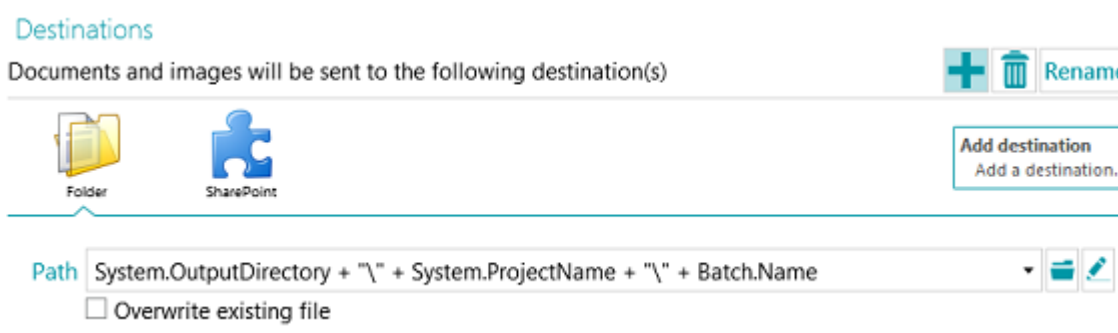 Destinations
Documents and images will be sent to the following destination(s)
Rename
Folder
SharePoint
Add destination
Add a destination.
Path System.OutputDirectory + "\" + System.ProjectName + "\" + Batch.Name
Overwrite existing file